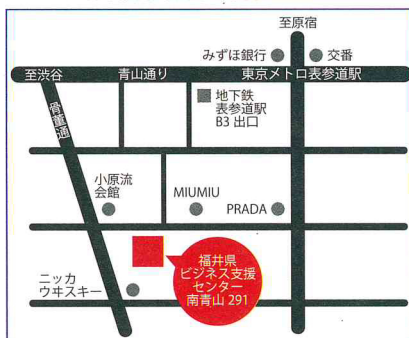 至原宿
みずほ銀行
交番
至渋谷
青山通り
東京メトロ表参道駅
骨董通
地下鉄
表参道駅
B3 出口
小原流
会館
MIUMIU
PRADA
福井県
ビジネス支援
センター
南青山 291
ニッカ
ウヰスキー